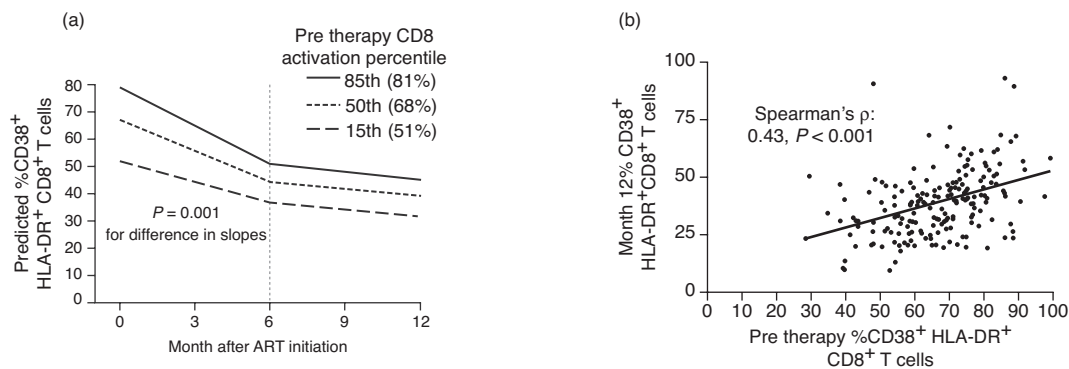 (a)
Pre therapy CD8
activation percentile
85th (81%)
50th (68%)
15th (51%)
Predicted %CD38+
HLA-DR+ CD8+ T cells
80
70
60
50
40
30
20
10
0
P = 0.001
for difference in slopes
0 3 6 9 12
Month after ART initiation
(b)
Month 12% CD38+
HLA-DR+CD8+ T cells
100
75
50
25
0
Spearman's ρ:
0.43, P < 0.001
0 10 20 30 40 50 60 70 80 90 100
Pre therapy %CD38+ HLA-DR+
CD8+ T cells